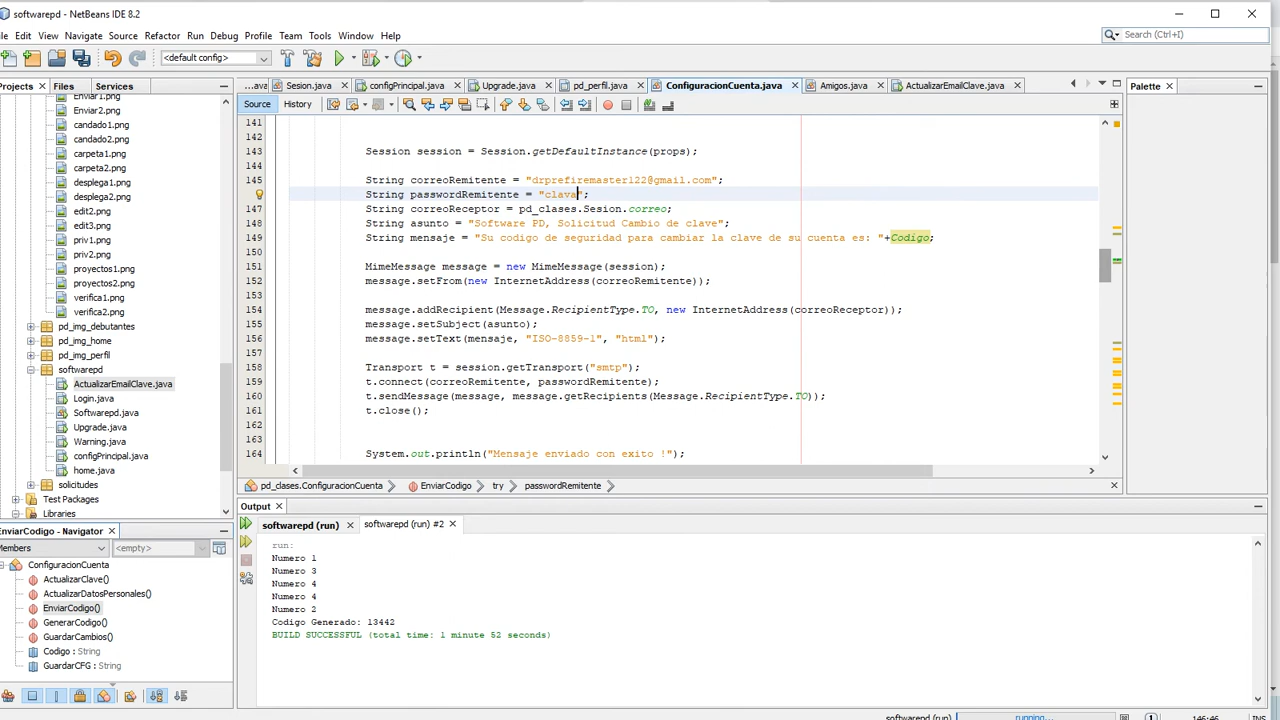 softwarepd - NetBeans IDE 8.2
File Edit View Navigate Source Refactor Run Debug Profile Team Tools Window Help
Search (Ctrl+I)
<default config>
Projects Files Services
...ava Sesion.java configPrincipal.java Upgrade.java pd_perfil.java ConfiguracionCuenta.java Amigos.java ActualizarEmailClave.java
Palette
Source History
Enviar1.png
Enviar2.png
candado1.png
candado2.png
carpeta1.png
carpeta2.png
desplega1.png
desplega2.png
edit2.png
edit3.png
priv1.png
priv2.png
proyectos1.png
proyectos2.png
verifica1.png
verifica2.png
pd_img_debutantes
pd_img_home
pd_img_perfil
softwarepd
ActualizarEmailClave.java
Login.java
Softwarepd.java
Upgrade.java
Warning.java
configPrincipal.java
home.java
solicitudes
Test Packages
Libraries
141
142
143 Session session = Session.getDefaultInstance(props);
144
145 String correoRemitente = "drprefiremaster122@gmail.com";
String passwordRemitente = "clava";
147 String correoReceptor = pd_clases.Sesion.correo;
148 String asunto = "Software PD, Solicitud Cambio de clave";
149 String mensaje = "Su codigo de seguridad para cambiar la clave de su cuenta es: "+Codigo;
150
151 MimeMessage message = new MimeMessage(session);
152 message.setFrom(new InternetAddress(correoRemitente));
153
154 message.addRecipient(Message.RecipientType.TO, new InternetAddress(correoReceptor));
155 message.setSubject(asunto);
156 message.setText(mensaje, "ISO-8859-1", "html");
157
158 Transport t = session.getTransport("smtp");
159 t.connect(correoRemitente, passwordRemitente);
160 t.sendMessage(message, message.getRecipients(Message.RecipientType.TO));
161 t.close();
162
163
164 System.out.println("Mensaje enviado con exito !");
pd_clases.ConfiguracionCuenta EnviarCodigo try passwordRemitente
EnviarCodigo - Navigator
Members <empty>
ConfiguracionCuenta
ActualizarClave()
ActualizarDatosPersonales()
EnviarCodigo()
GenerarCodigo()
GuardarCambios()
Codigo : String
GuardarCFG : String
Output
softwarepd (run) softwarepd (run) #2
run:
Numero 1
Numero 3
Numero 4
Numero 4
Numero 2
Codigo Generado: 13442
BUILD SUCCESSFUL (total time: 1 minute 52 seconds)
softwarepd (run) running... 1 146:46 INS